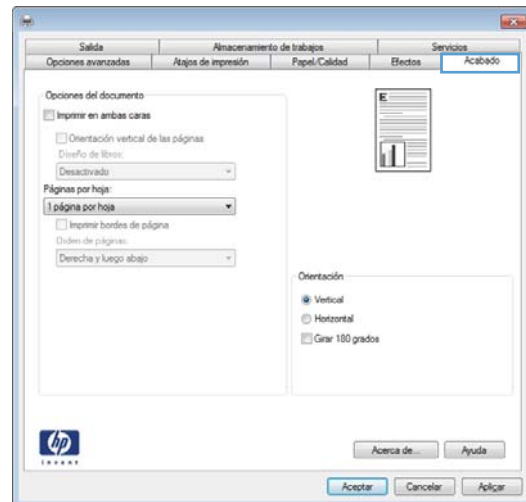 Salida Almacenamiento de trabajos Servicios
Opciones avanzadas Atajos de impresión Papel/Calidad Efectos Acabado
Opciones del documento
Imprimir en ambas caras
Orientación vertical de las páginas
Diseño de libros:
Desactivado
Páginas por hoja:
1 página por hoja
Imprimir bordes de página
Orden de páginas:
Derecha y luego abajo
E
Orientación
Vertical
Horizontal
Girar 180 grados
hp
invent
Acerca de... Ayuda
Aceptar Cancelar Aplicar